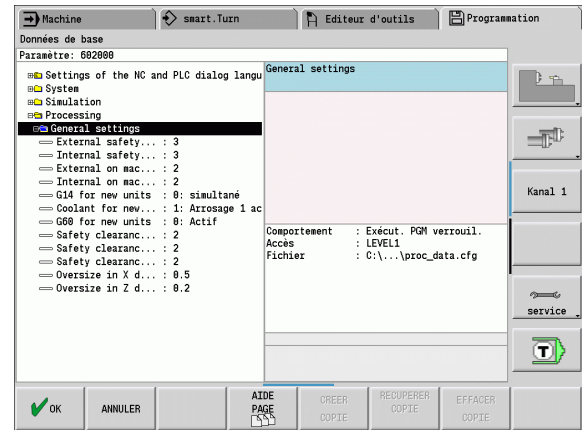 Machine
smart.Turn
Editeur d'outils
Programmation
Données de base
Paramètre: 602000
Settings of the NC and PLC dialog langu
System
Simulation
Processing
General settings
External safety... : 3
Internal safety... : 3
External on mac... : 2
Internal on mac... : 2
G14 for new units : 0: simultané
Coolant for new... : 1: Arrosage 1 ac
G60 for new units : 0: Actif
Safety clearanc... : 2
Safety clearanc... : 2
Safety clearanc... : 2
Oversize in X d... : 0.5
Oversize in Z d... : 0.2
General settings
Comportement : Exécut. PGM verrouil.
Accès : LEVEL1
Fichier : C:\...\proc_data.cfg
Kanal 1
service
T
OK
ANNULER
AIDE
PAGE
CREER
COPIE
RECUPERER
COPIE
EFFACER
COPIE